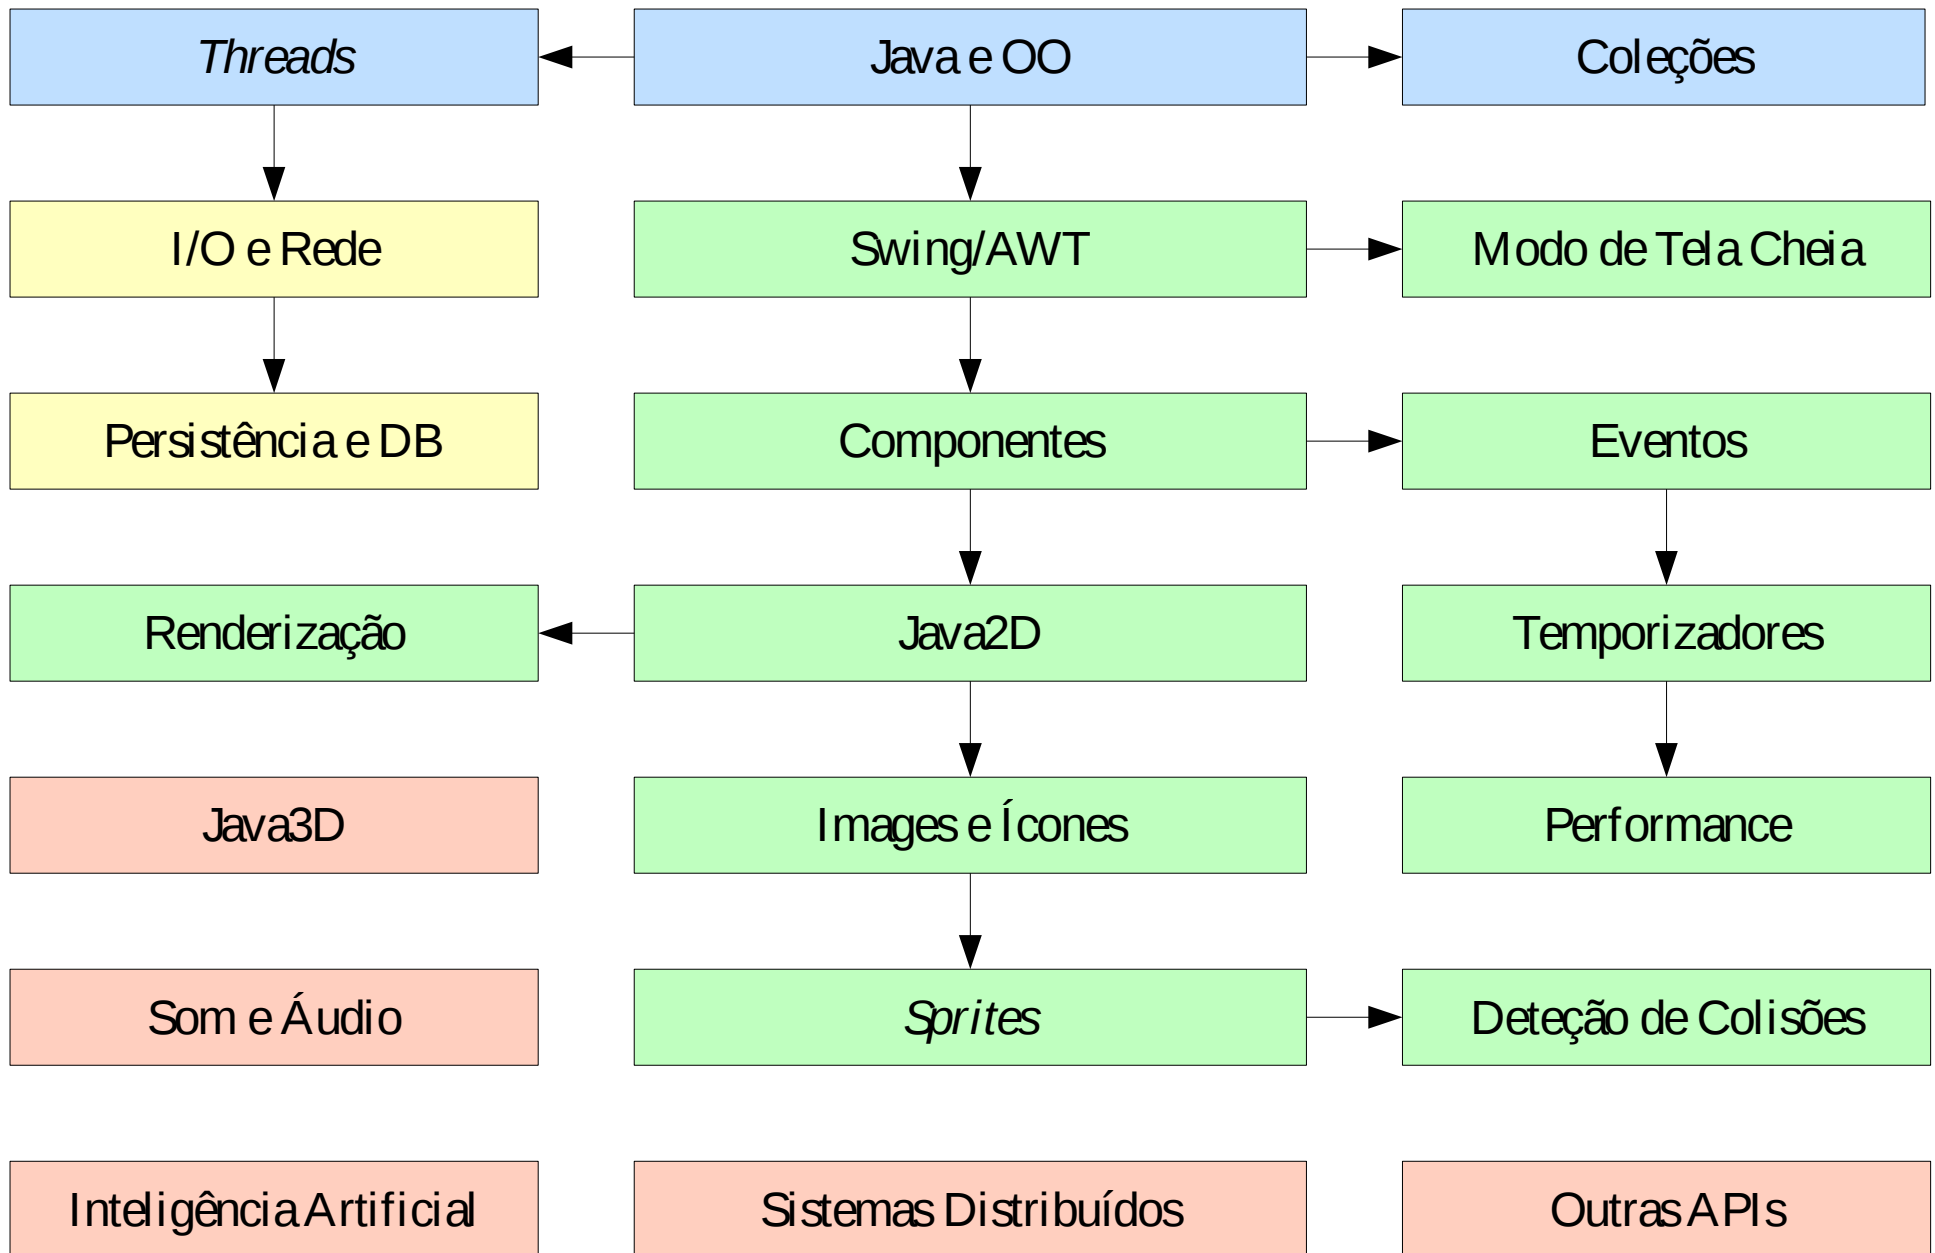 Threads
Java e OO
Coleções
I/O e Rede
Swing/AWT
Modo de Tela Cheia
Persistência e DB
Componentes
Eventos
Renderização
Java2D
Temporizadores
Java3D
Images e Ícones
Performance
Som e Áudio
Sprites
Deteção de Colisões
Inteligência Artificial
Sistemas Distribuídos
Outras APIs